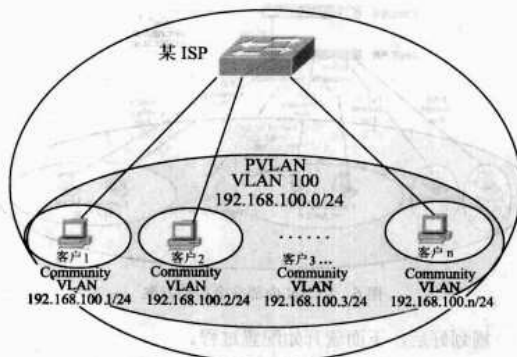 某 ISP
PVLAN
VLAN 100
192.168.100.0/24
客户1
客户2
......
客户3...
客户n
Community
VLAN
192.168.100.1/24
Community
VLAN
192.168.100.2/24
Community
VLAN
192.168.100.3/24
Community
VLAN
192.168.100.n/24